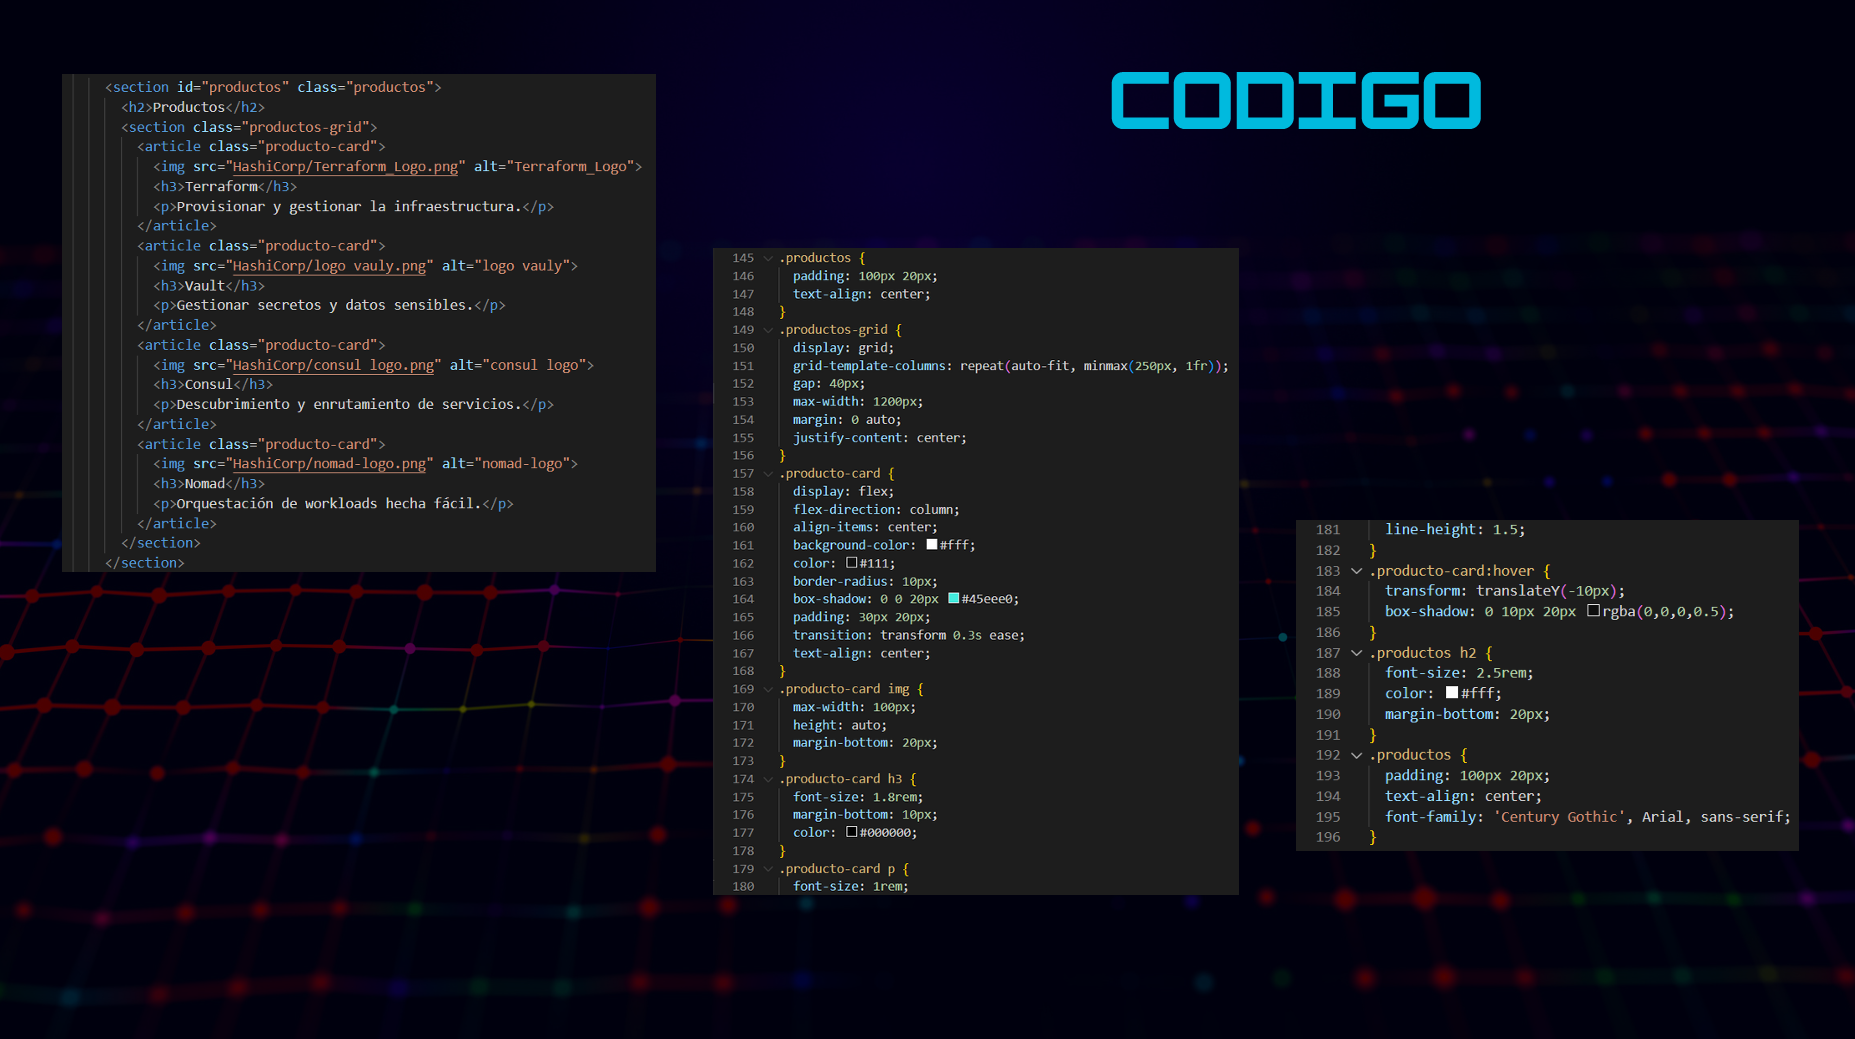 CODIGO
<section id="productos" class="productos">
<h2>Productos</h2>
<section class="productos-grid">
<article class="producto-card">
<img src="HashiCorp/Terraform_Logo.png" alt="Terraform_Logo">
<h3>Terraform</h3>
<p>Provisionar y gestionar la infraestructura.</p>
</article>
<article class="producto-card">
<img src="HashiCorp/logo vauly.png" alt="logo vauly">
<h3>Vault</h3>
<p>Gestionar secretos y datos sensibles.</p>
</article>
<article class="producto-card">
<img src="HashiCorp/consul logo.png" alt="consul logo">
<h3>Consul</h3>
<p>Descubrimiento y enrutamiento de servicios.</p>
</article>
<article class="producto-card">
<img src="HashiCorp/nomad-logo.png" alt="nomad-logo">
<h3>Nomad</h3>
<p>Orquestación de workloads hecha fácil.</p>
</article>
</section>
</section>
145 .productos {
146 padding: 100px 20px;
147 text-align: center;
148 }
149 .productos-grid {
150 display: grid;
151 grid-template-columns: repeat(auto-fit, minmax(250px, 1fr));
152 gap: 40px;
153 max-width: 1200px;
154 margin: 0 auto;
155 justify-content: center;
156 }
157 .producto-card {
158 display: flex;
159 flex-direction: column;
160 align-items: center;
161 background-color: #fff;
162 color: #111;
163 border-radius: 10px;
164 box-shadow: 0 0 20px #45eee0;
165 padding: 30px 20px;
166 transition: transform 0.3s ease;
167 text-align: center;
168 }
169 .producto-card img {
170 max-width: 100px;
171 height: auto;
172 margin-bottom: 20px;
173 }
174 .producto-card h3 {
175 font-size: 1.8rem;
176 margin-bottom: 10px;
177 color: #000000;
178 }
179 .producto-card p {
180 font-size: 1rem;
181 line-height: 1.5;
182 }
183 .producto-card:hover {
184 transform: translateY(-10px);
185 box-shadow: 0 10px 20px rgba(0,0,0,0.5);
186 }
187 .productos h2 {
188 font-size: 2.5rem;
189 color: #fff;
190 margin-bottom: 20px;
191 }
192 .productos {
193 padding: 100px 20px;
194 text-align: center;
195 font-family: 'Century Gothic', Arial, sans-serif;
196 }